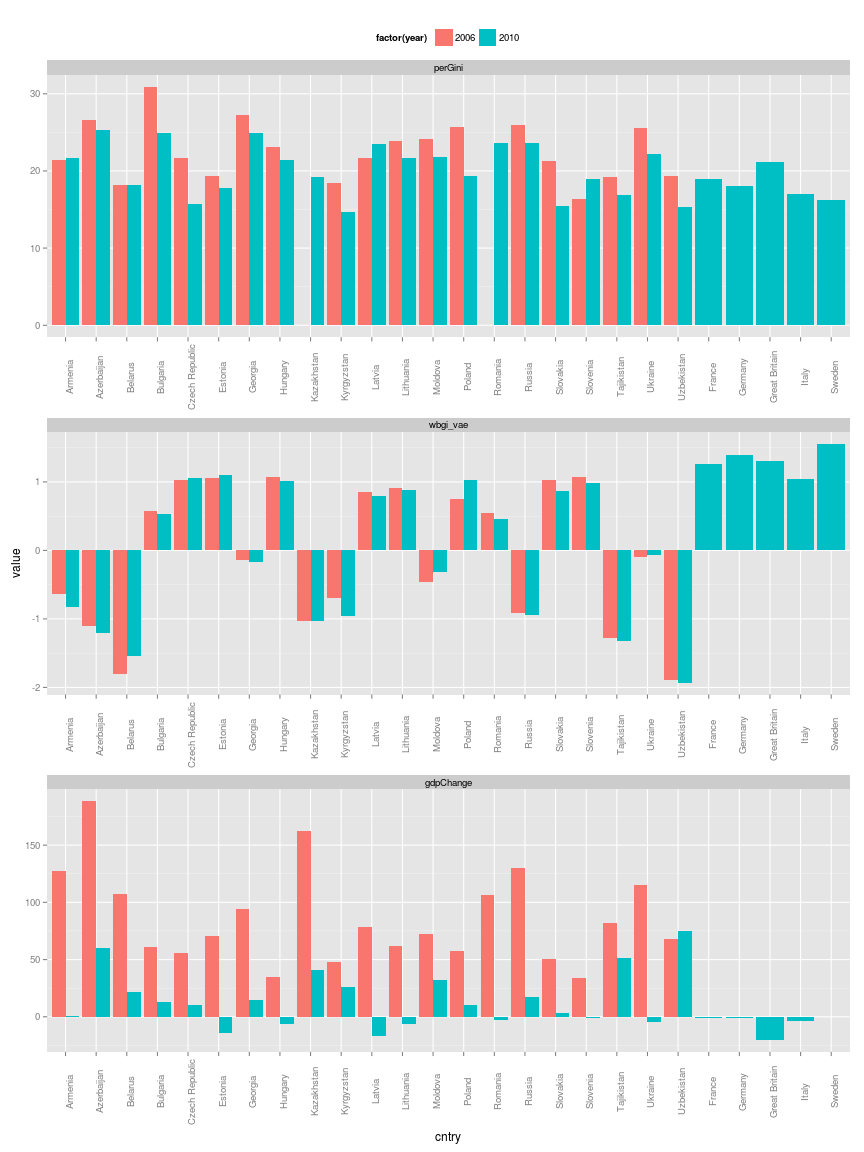 factor(year) 2006 2010
perGini
30
20
10
0
Armenia Azerbaijan Belarus Bulgaria Czech Republic Estonia Georgia Hungary Kazakhstan Kyrgyzstan Latvia Lithuania Moldova Poland Romania Russia Slovakia Slovenia Tajikistan Ukraine Uzbekistan France Germany Great Britain Italy Sweden
wbgi_vae
value
1
0
-1
-2
Armenia Azerbaijan Belarus Bulgaria Czech Republic Estonia Georgia Hungary Kazakhstan Kyrgyzstan Latvia Lithuania Moldova Poland Romania Russia Slovakia Slovenia Tajikistan Ukraine Uzbekistan France Germany Great Britain Italy Sweden
gdpChange
150
100
50
0
Armenia Azerbaijan Belarus Bulgaria Czech Republic Estonia Georgia Hungary Kazakhstan Kyrgyzstan Latvia Lithuania Moldova Poland Romania Russia Slovakia Slovenia Tajikistan Ukraine Uzbekistan France Germany Great Britain Italy Sweden
cntry